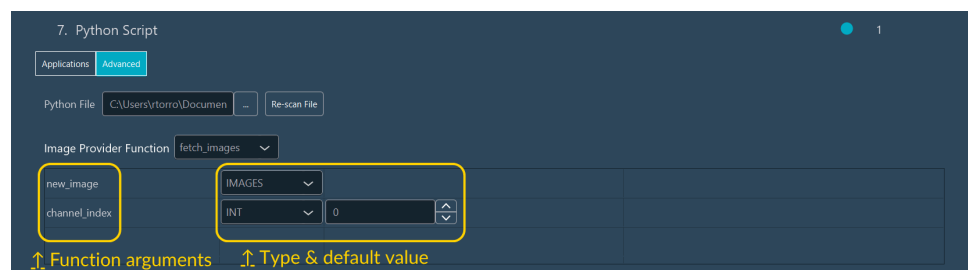 7. Python Script 1
Applications Advanced
Python File C:\Users\rtorro\Documen ... Re-scan File
Image Provider Function fetch_images
new_image IMAGES
channel_index INT 0
↑ Function arguments ↑ Type & default value